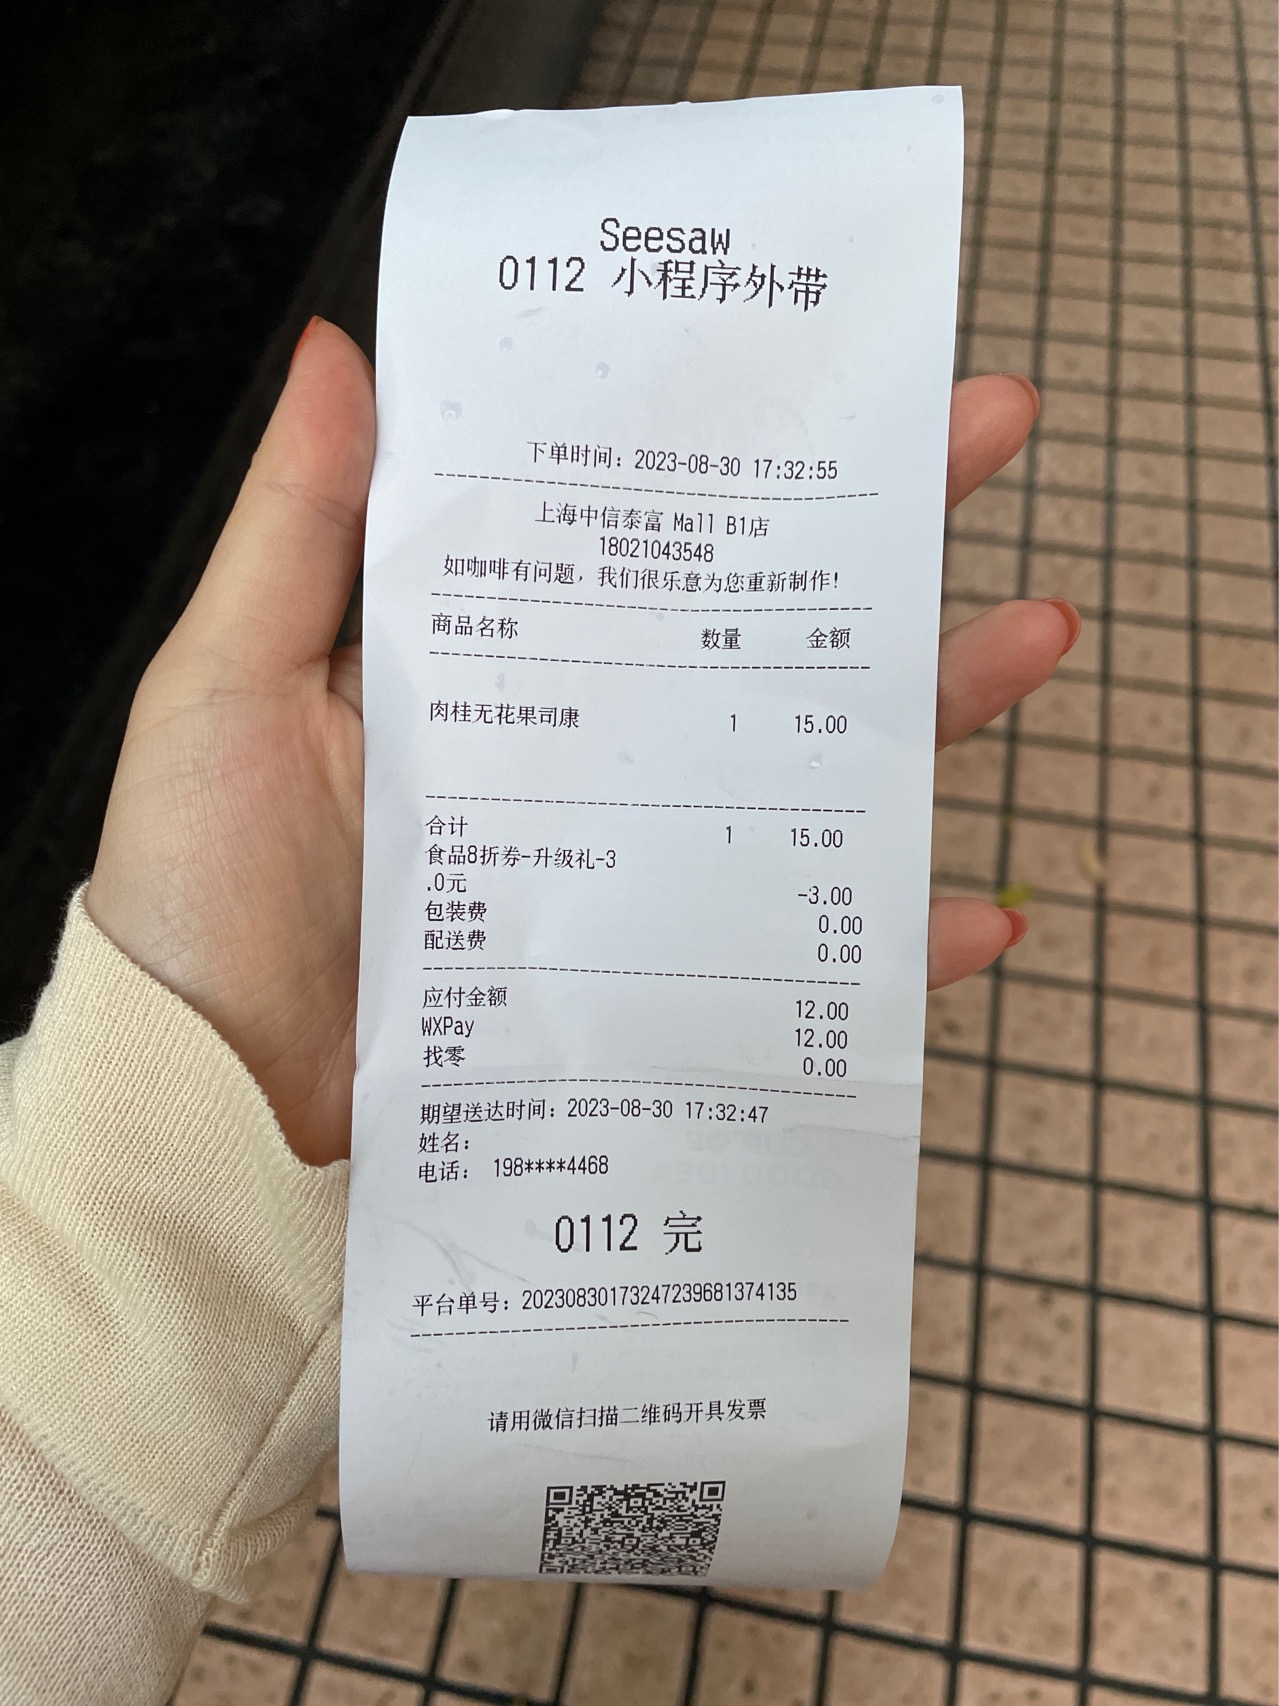 Seesaw
0112 小程序外带
下单时间：2023-08-30 17:32:55
上海中信泰富 Mall B1店
18021043548
如咖啡有问题，我们很乐意为您重新制作！
商品名称 数量 金额
肉桂无花果司康 1 15.00
合计 1 15.00
食品8折券-升级礼-3
.0元 -3.00
包装费 0.00
配送费 0.00
应付金额 12.00
WXPay 12.00
找零 0.00
期望送达时间：2023-08-30 17:32:47
姓名：
电话： 198****4468
0112 完
平台单号：20230830173247239681374135
请用微信扫描二维码开具发票